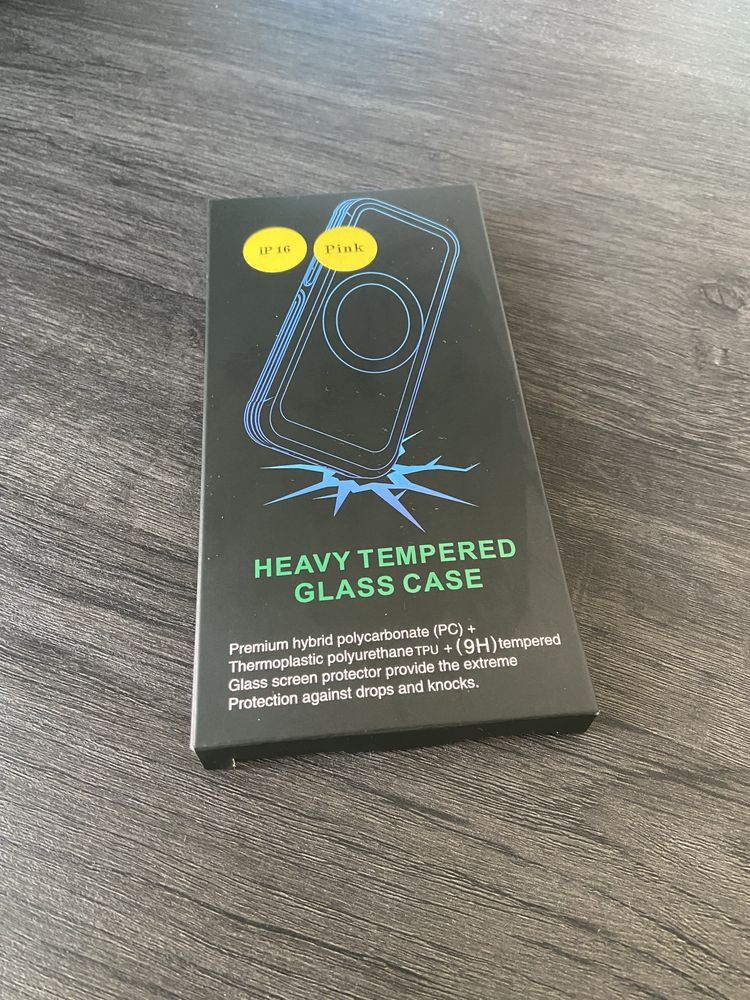 iP 16 Pink
HEAVY TEMPERED
GLASS CASE
Premium hybrid polycarbonate (PC) +
Thermoplastic polyurethane TPU + (9H) tempered
Glass screen protector provide the extreme
Protection against drops and knocks.